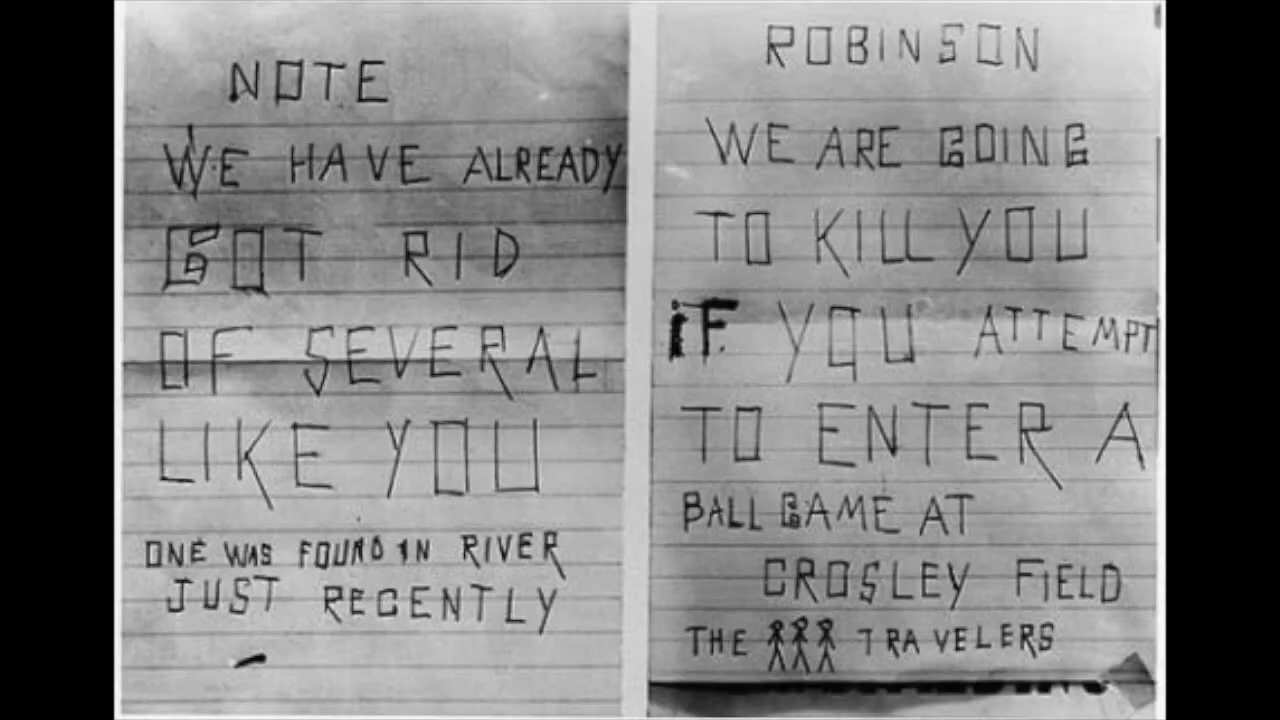 NOTE
WE HAVE ALREADY
GOT RID
OF SEVERAL
LIKE YOU
ONE WAS FOUND IN RIVER
JUST RECENTLY
ROBINSON
WE ARE GOING
TO KILL YOU
iF. YOU ATTEMPT
TO ENTER A
BALL GAME AT
CROSLEY FiELD
THE TRAVELERS